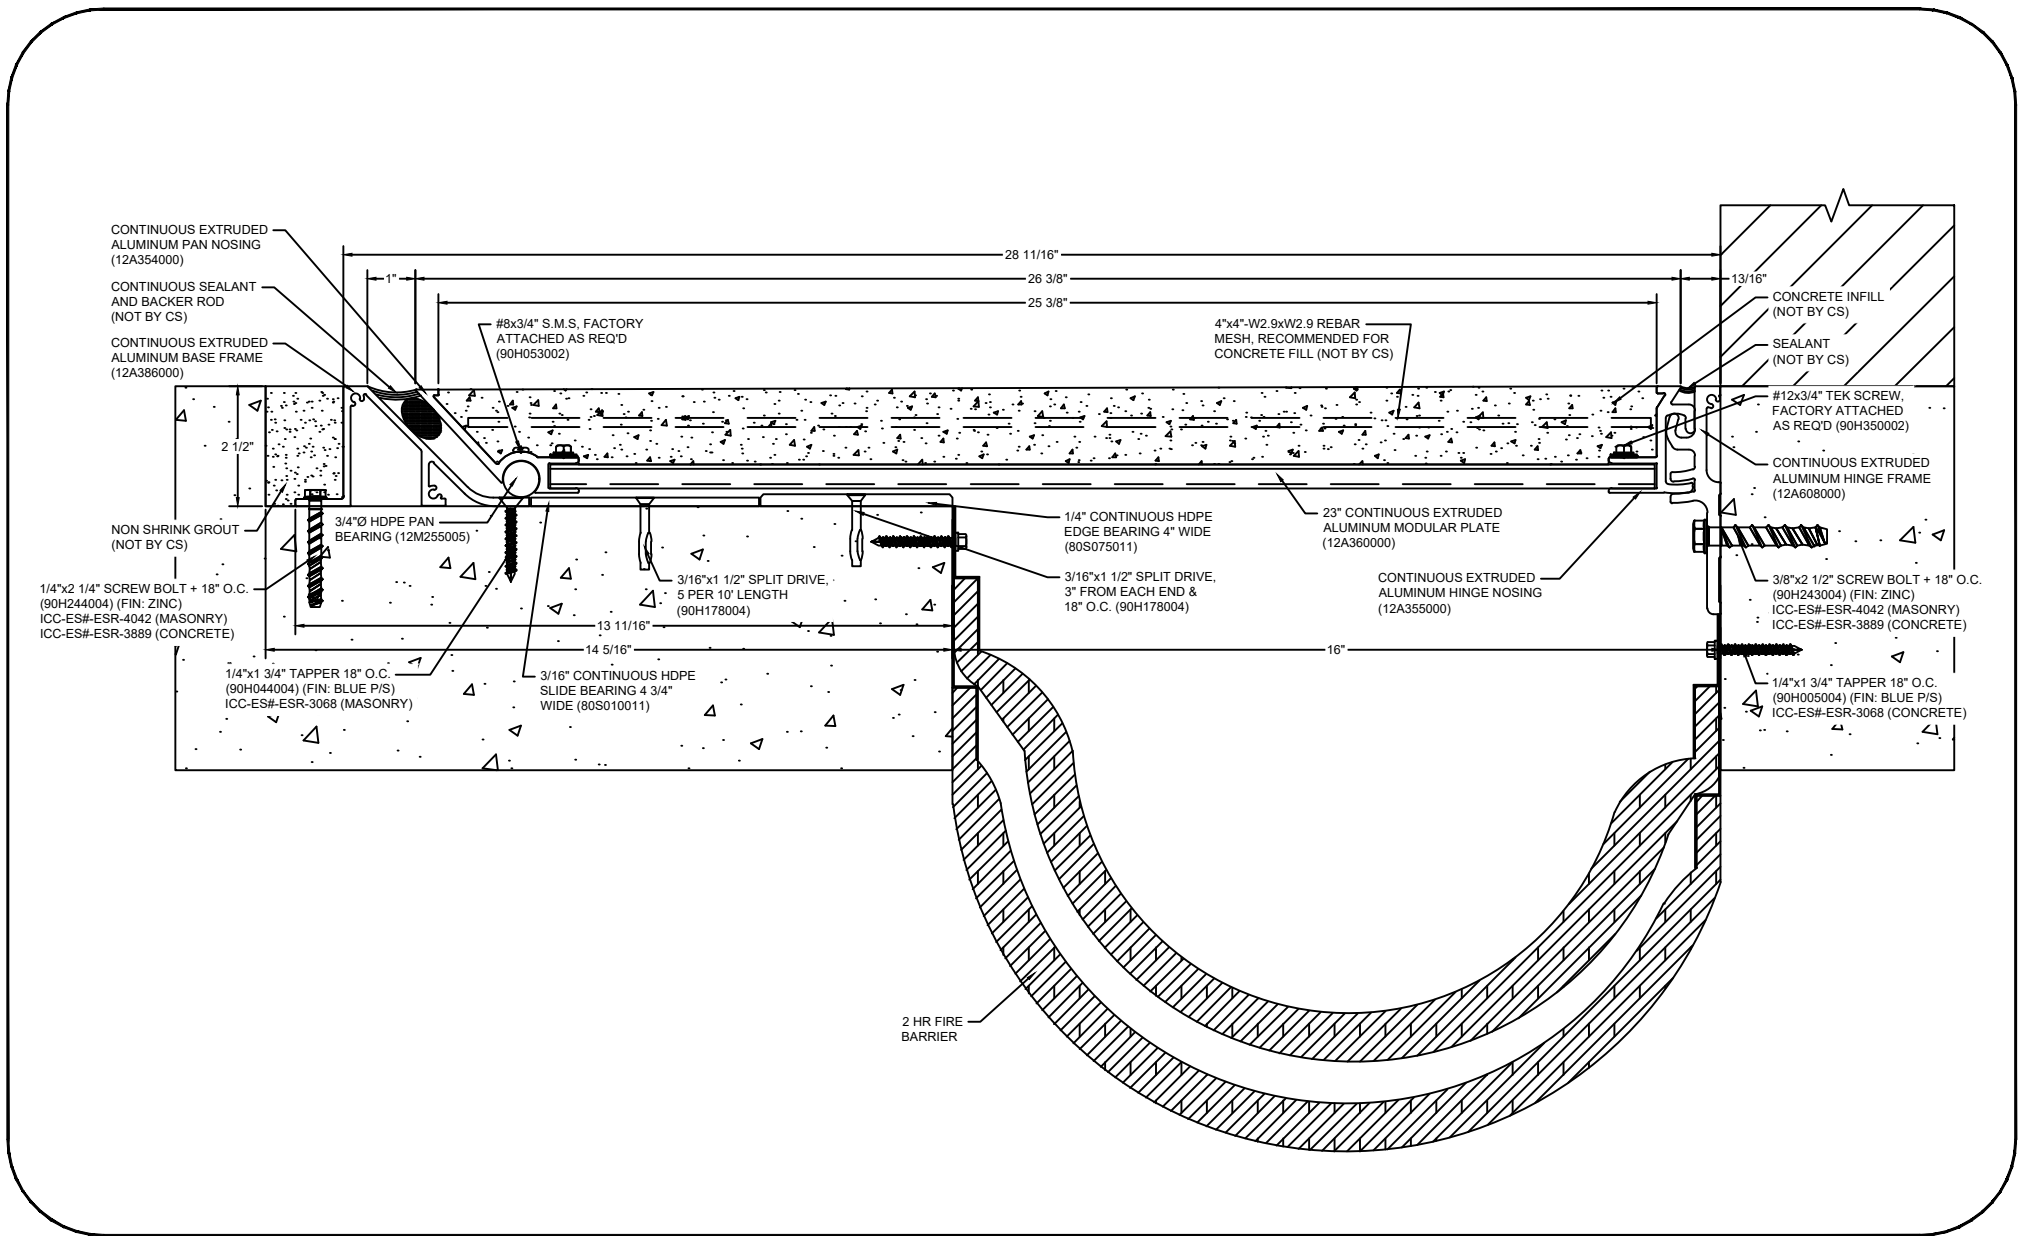 CONTINUOUS EXTRUDED
ALUMINUM PAN NOSING
(12A354000)
CONTINUOUS SEALANT
AND BACKER ROD
(NOT BY CS)
CONTINUOUS EXTRUDED
ALUMINUM BASE FRAME
(12A386000)
28 11/16"
1"
26 3/8"
13/16"
25 3/8"
#8x3/4" S.M.S, FACTORY
ATTACHED AS REQ'D
(90H053002)
4"x4"-W2.9xW2.9 REBAR
MESH, RECOMMENDED FOR
CONCRETE FILL (NOT BY CS)
CONCRETE INFILL
(NOT BY CS)
SEALANT
(NOT BY CS)
#12x3/4" TEK SCREW,
FACTORY ATTACHED
AS REQ'D (90H350002)
CONTINUOUS EXTRUDED
ALUMINUM HINGE FRAME
(12A608000)
2 1/2"
NON SHRINK GROUT
(NOT BY CS)
3/4"Ø HDPE PAN
BEARING (12M255005)
1/4" CONTINUOUS HDPE
EDGE BEARING 4" WIDE
(80S075011)
23" CONTINUOUS EXTRUDED
ALUMINUM MODULAR PLATE
(12A360000)
1/4"x2 1/4" SCREW BOLT + 18" O.C.
(90H244004) (FIN: ZINC)
ICC-ES#-ESR-4042 (MASONRY)
ICC-ES#-ESR-3889 (CONCRETE)
3/16"x1 1/2" SPLIT DRIVE,
5 PER 10' LENGTH
(90H178004)
3/16"x1 1/2" SPLIT DRIVE,
3" FROM EACH END &
18" O.C. (90H178004)
CONTINUOUS EXTRUDED
ALUMINUM HINGE NOSING
(12A355000)
3/8"x2 1/2" SCREW BOLT + 18" O.C.
(90H243004) (FIN: ZINC)
ICC-ES#-ESR-4042 (MASONRY)
ICC-ES#-ESR-3889 (CONCRETE)
13 11/16"
14 5/16"
16"
1/4"x1 3/4" TAPPER 18" O.C.
(90H044004) (FIN: BLUE P/S)
ICC-ES#-ESR-3068 (MASONRY)
3/16" CONTINUOUS HDPE
SLIDE BEARING 4 3/4"
WIDE (80S010011)
1/4"x1 3/4" TAPPER 18" O.C.
(90H005004) (FIN: BLUE P/S)
ICC-ES#-ESR-3068 (CONCRETE)
2 HR FIRE
BARRIER